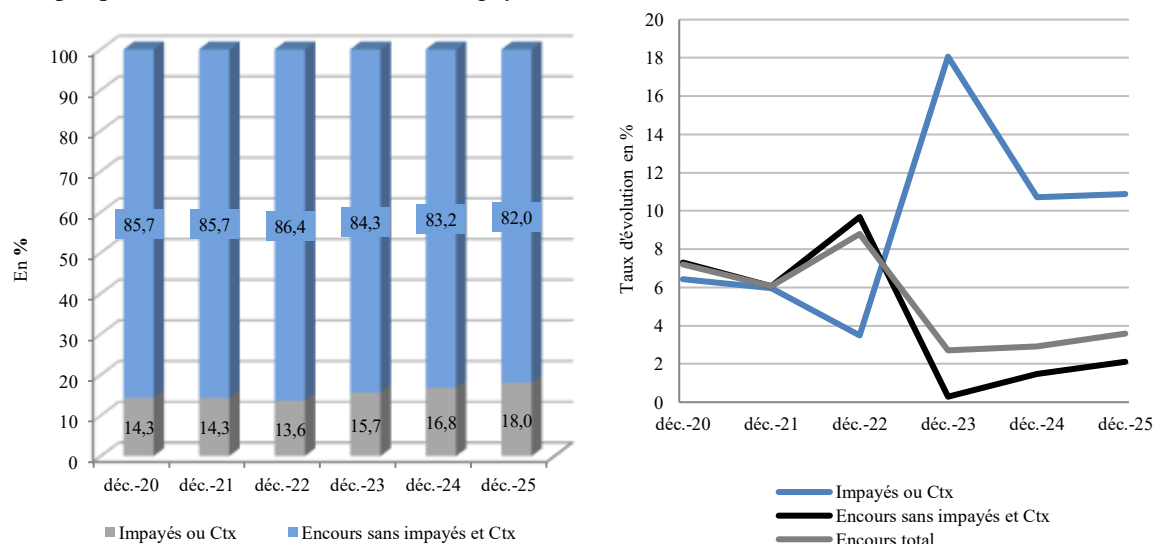 En %
100
90
80
70
60
50
40
30
20
10
0
85,7 85,7 86,4 84,3 83,2 82,0
14,3 14,3 13,6 15,7 16,8 18,0
déc.-20 déc.-21 déc.-22 déc.-23 déc.-24 déc.-25
Impayés ou Ctx Encours sans impayés et Ctx
Taux d'évolution en %
20
18
16
14
12
10
8
6
4
2
0
déc.-20 déc.-21 déc.-22 déc.-23 déc.-24 déc.-25
Impayés ou Ctx
Encours sans impayés et Ctx
Encours total